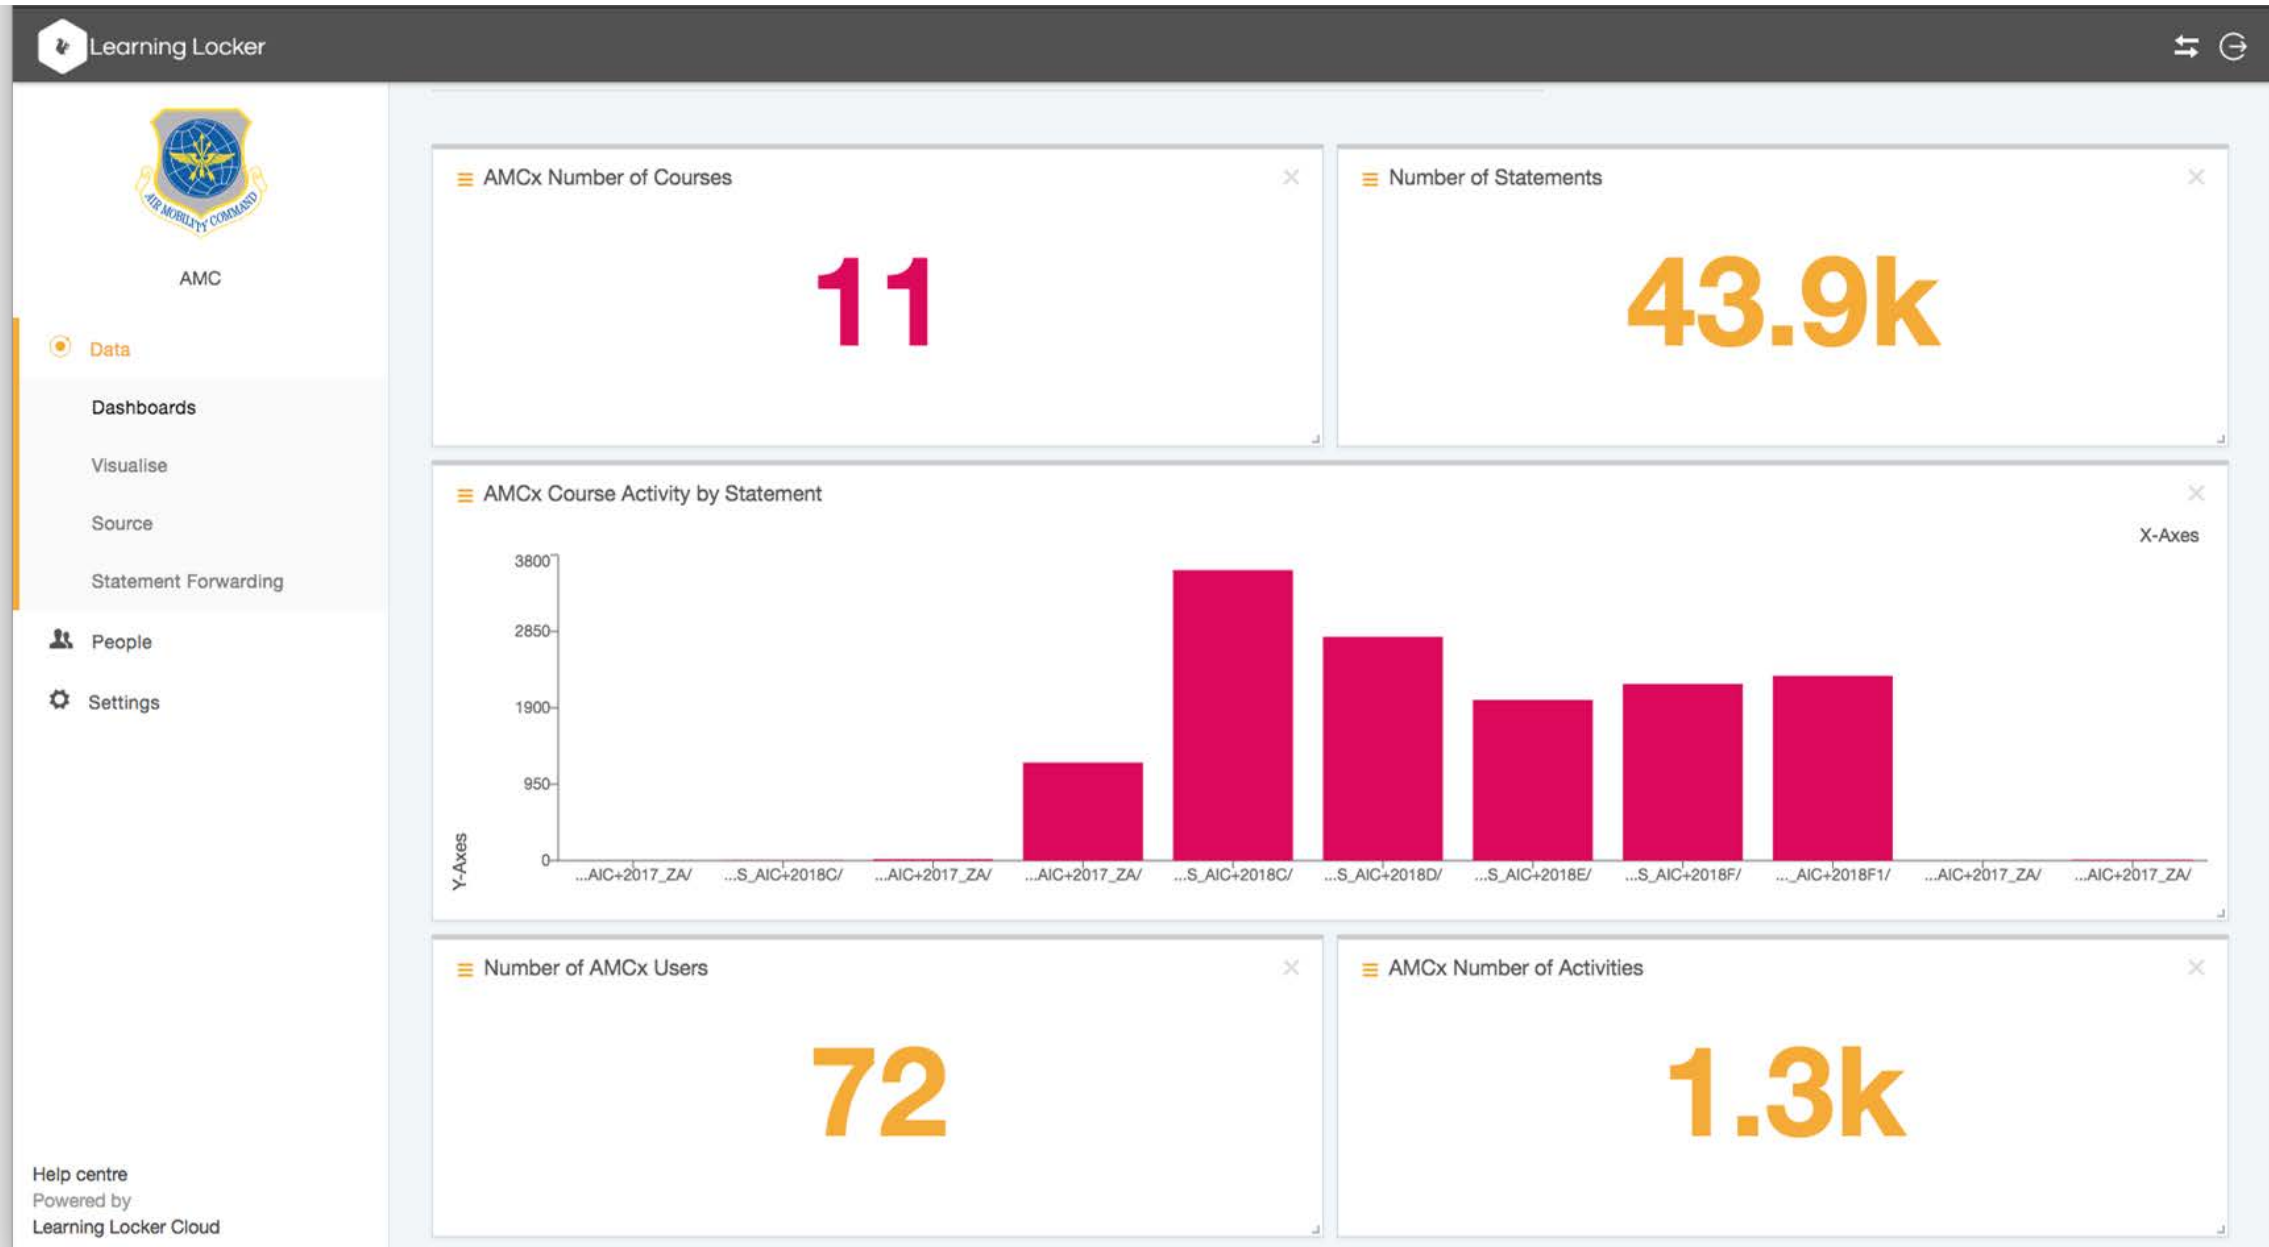 Learning Locker
AIR MOBILITY COMMAND
AMC
Data
Dashboards
Visualise
Source
Statement Forwarding
People
Settings
Help centre
Powered by
Learning Locker Cloud
AMCx Number of Courses
11
Number of Statements
43.9k
AMCx Course Activity by Statement
X-Axes
3800
2850
1900
950
0
Y-Axes
...AIC+2017_ZA/ ...S_AIC+2018C/ ...AIC+2017_ZA/ ...AIC+2017_ZA/ ...S_AIC+2018C/ ...S_AIC+2018D/ ...S_AIC+2018E/ ...S_AIC+2018F/ ..._AIC+2018F1/ ...AIC+2017_ZA/ ...AIC+2017_ZA/
Number of AMCx Users
72
AMCx Number of Activities
1.3k